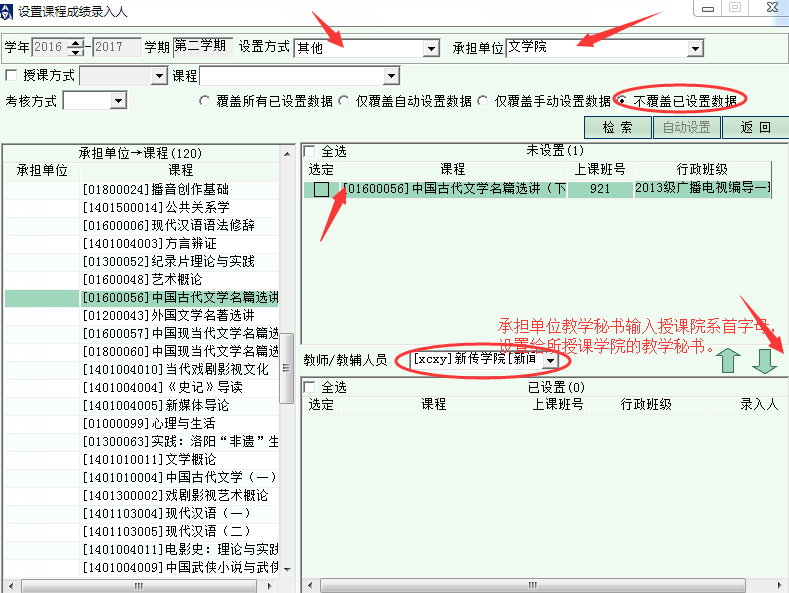 设置课程成绩录入人
学年 2016 -2017 学期 第二学期 设置方式 其他 承担单位 文学院
授课方式 课程
考核方式 覆盖所有已设置数据 仅覆盖自动设置数据 仅覆盖手动设置数据 不覆盖已设置数据
检 索 自动设置 返 回
承担单位→课程(120)
承担单位 课程
[01800024]播音创作基础
[1401500014]公共关系学
[01600006]现代汉语语法修辞
[1401004003]方言辨证
[01300052]纪录片理论与实践
[01600048]艺术概论
[01600056]中国古代文学名篇选讲
[01200043]外国文学名著选讲
[01600057]中国现当代文学名篇选
[01800060]中国现当代文学名篇选
[1401004010]当代戏剧影视文化
[1401004004]《史记》导读
[1401004005]新媒体导论
[01000099]心理与生活
[01300063]实践：洛阳“非遗”生
[1401010011]文学概论
[1401010004]中国古代文学（一）
[1401300002]戏剧影视艺术概论
[1401103004]现代汉语（一）
[1401103005]现代汉语（二）
[1401004011]电影史：理论与实践
[1401004009]中国武侠小说与武侠
全选 未设置(1)
选定 课程 上课班号 行政班级
[01600056]中国古代文学名篇选讲（下 921 2013级广播电视编导一班
承担单位教学秘书输入授课院系首字母，
设置给所授课学院的教学秘书。
教师/教辅人员 [xcxy]新传学院[新闻
全选 已设置(0)
选定 课程 上课班号 行政班级 录入人